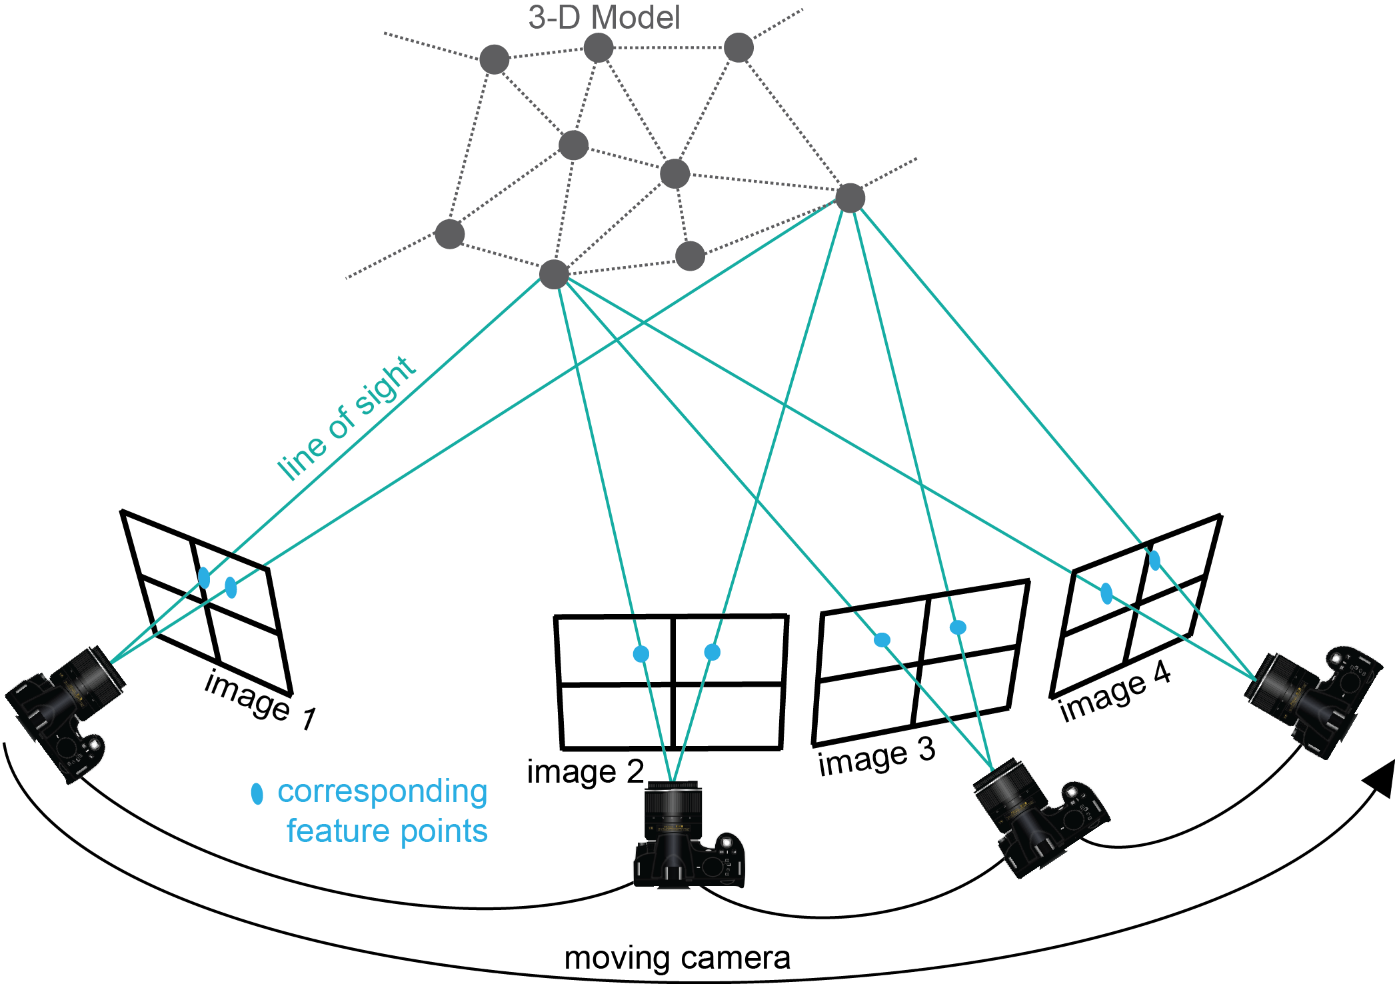 3-D Model
line of sight
image 1
image 2
image 3
image 4
corresponding
feature points
moving camera